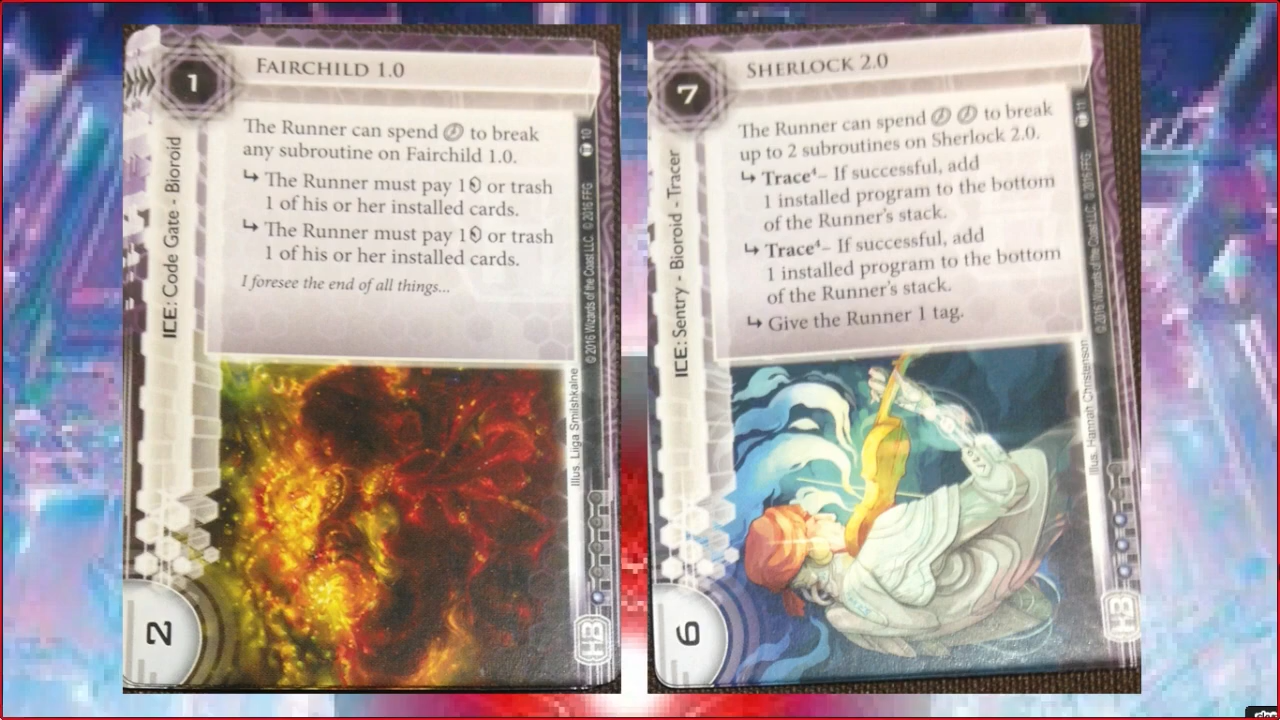 1
FAIRCHILD 1.0
The Runner can spend to break
any subroutine on Fairchild 1.0.
↳ The Runner must pay 1 or trash
1 of his or her installed cards.
↳ The Runner must pay 1 or trash
1 of his or her installed cards.
I foresee the end of all things...
ICE: Code Gate - Bioroid
2
© 2016 Wizards of the Coast LLC. © 2016 FFG
10
Illus. Liiga Smilshkalne
HB
7
SHERLOCK 2.0
The Runner can spend to break
up to 2 subroutines on Sherlock 2.0.
↳ Trace⁴– If successful, add
1 installed program to the bottom
of the Runner's stack.
↳ Trace⁴– If successful, add
1 installed program to the bottom
of the Runner's stack.
↳ Give the Runner 1 tag.
ICE: Sentry - Bioroid - Tracer
6
© 2016 Wizards of the Coast LLC. © 2016 FFG
11
Illus. Hannah Christenson
HB